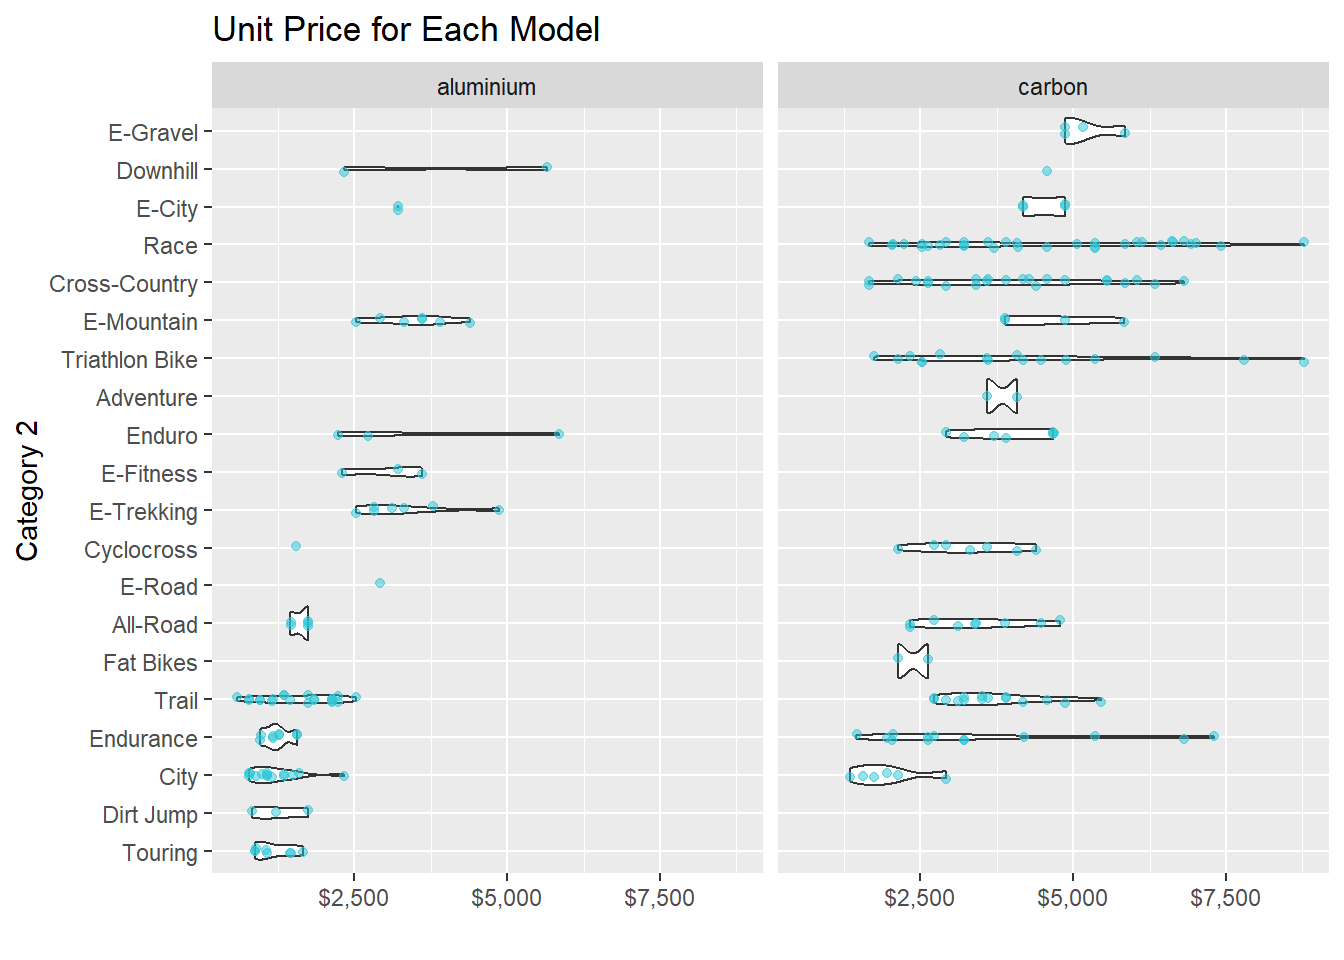 Unit Price for Each Model
aluminium
carbon
Category 2
E-Gravel
Downhill
E-City
Race
Cross-Country
E-Mountain
Triathlon Bike
Adventure
Enduro
E-Fitness
E-Trekking
Cyclocross
E-Road
All-Road
Fat Bikes
Trail
Endurance
City
Dirt Jump
Touring
$2,500 $5,000 $7,500
$2,500 $5,000 $7,500